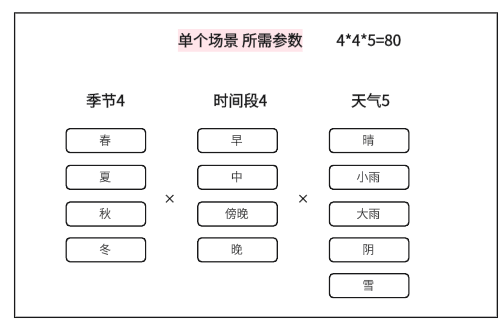 单个场景 所需参数 4*4*5=80
季节4 时间段4 天气5
春 早 晴
夏 中 小雨
× ×
秋 傍晚 大雨
冬 晚 阴
雪